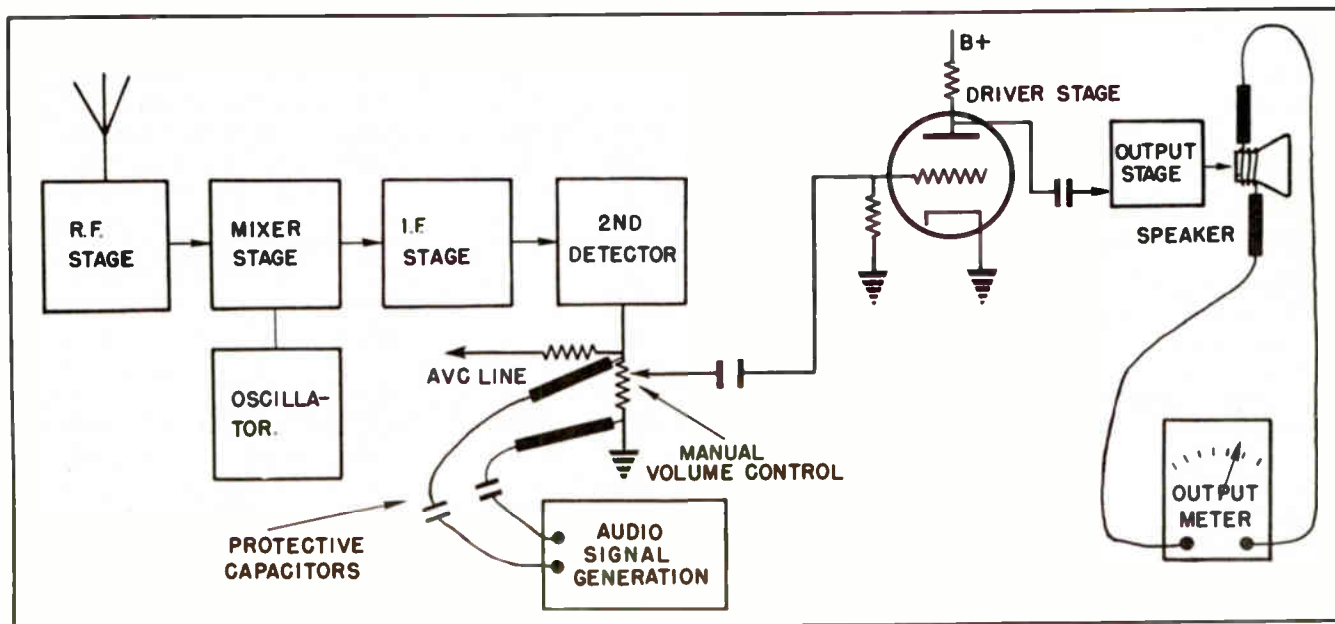 B+
DRIVER STAGE
OUTPUT
STAGE
SPEAKER
R.F.
STAGE
MIXER
STAGE
I.F.
STAGE
2ND
DETECTOR
AVC LINE
OSCILLA-
TOR.
MANUAL
VOLUME CONTROL
PROTECTIVE
CAPACITORS
AUDIO
SIGNAL
GENERATION
OUTPUT
METER